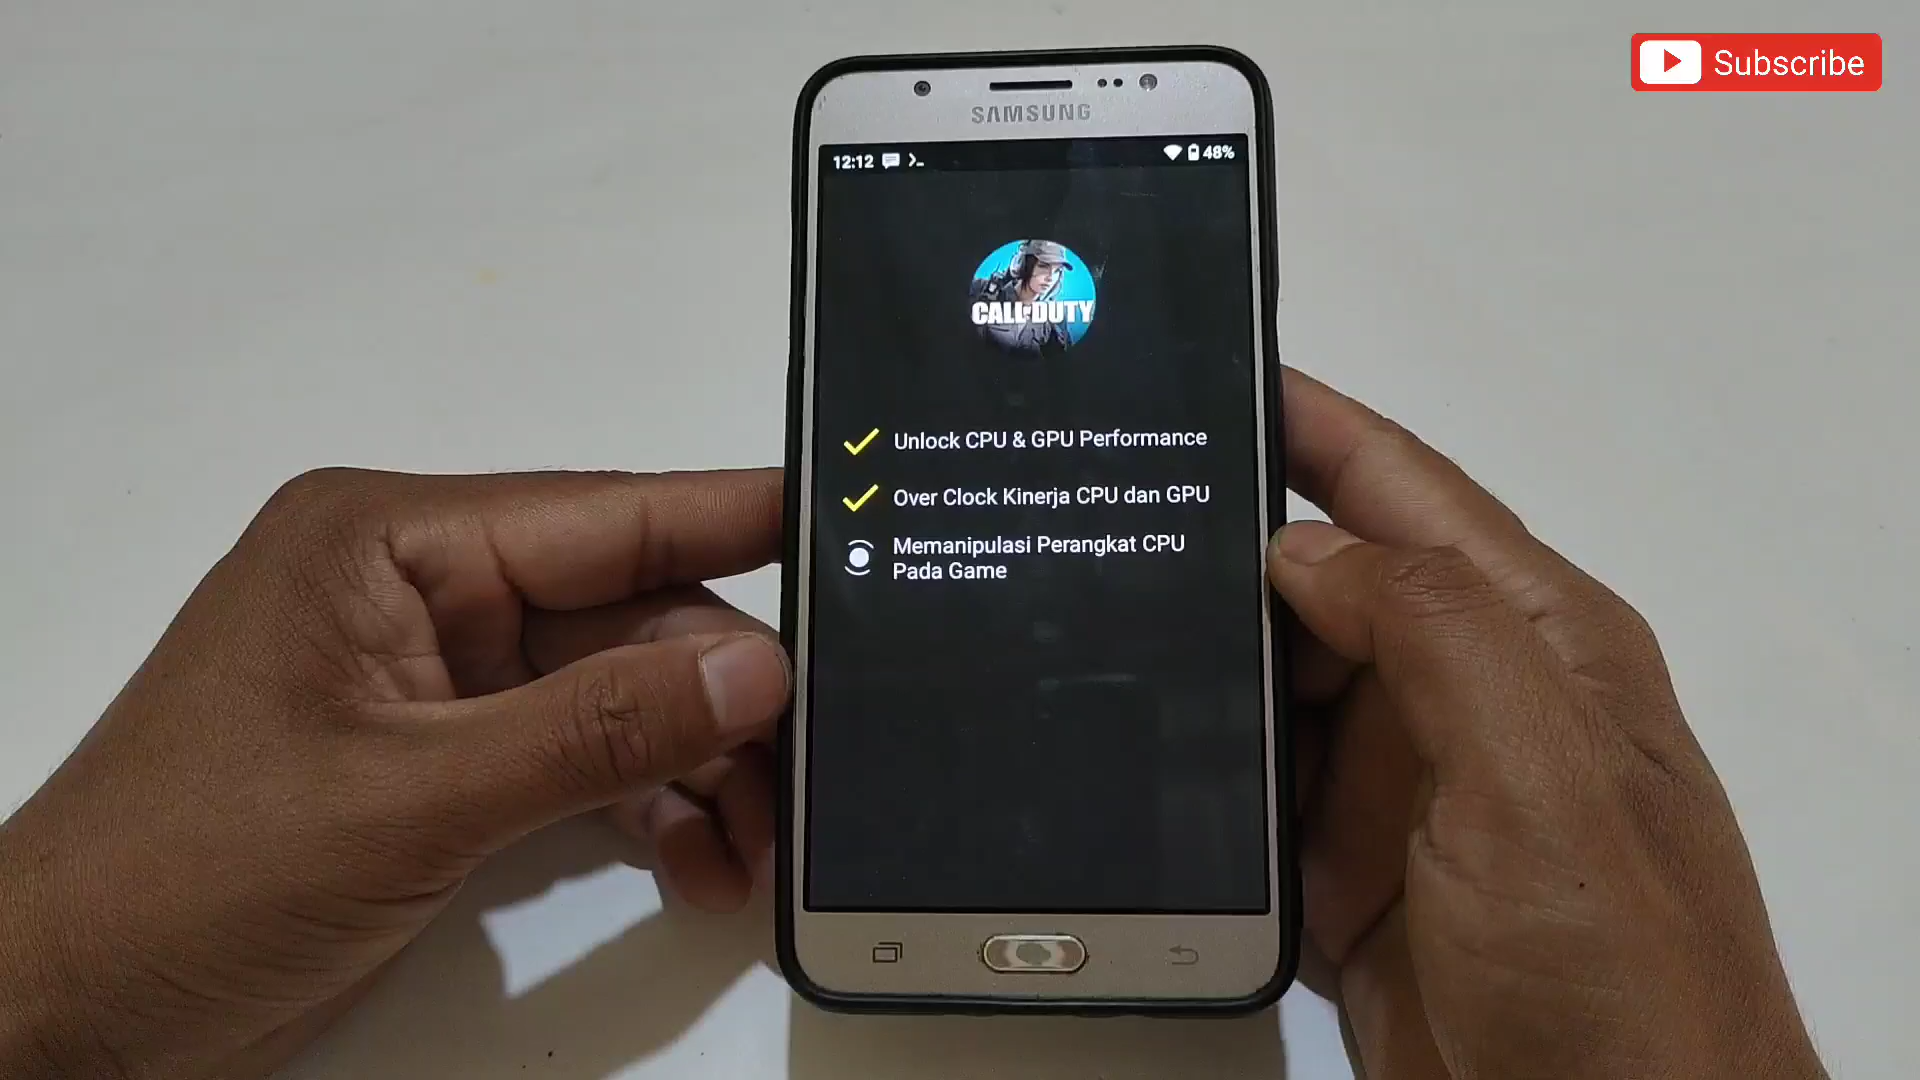 Subscribe
SAMSUNG
12:12
48%
CALL OF DUTY
Unlock CPU & GPU Performance
Over Clock Kinerja CPU dan GPU
Memanipulasi Perangkat CPU
Pada Game